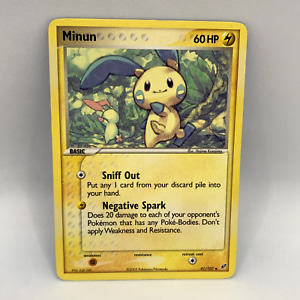 Minun 60 HP
BASIC
Sniff Out
Put any 1 card from your discard pile into
your hand.
Negative Spark
Does 20 damage to each of your opponent's
Pokémon that has any Poké-Bodies. Don't
apply Weakness and Resistance.
weakness resistance retreat cost